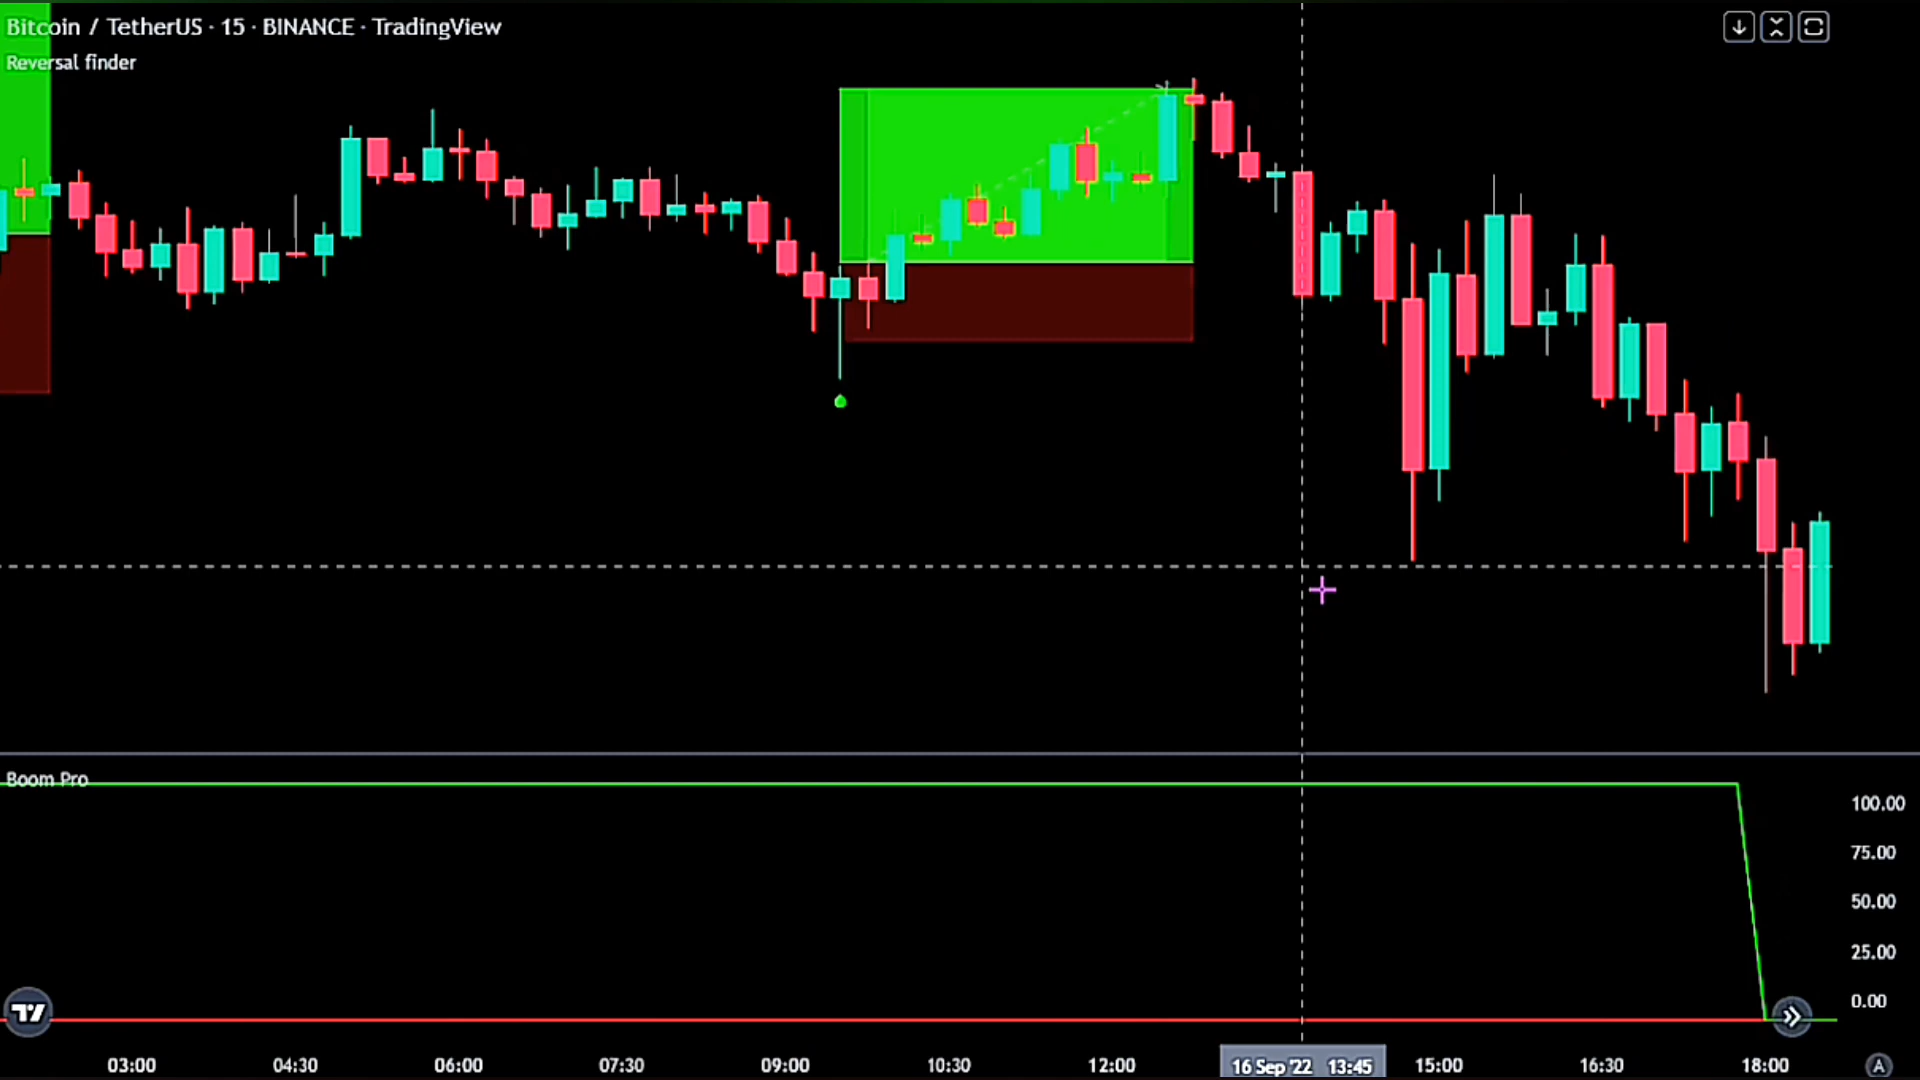 Bitcoin / TetherUS · 15 · BINANCE · TradingView
Reversal finder
Boom Pro
100.00
75.00
50.00
25.00
0.00
03:00 04:30 06:00 07:30 09:00 10:30 12:00 16 Sep '22 13:45 15:00 16:30 18:00 A